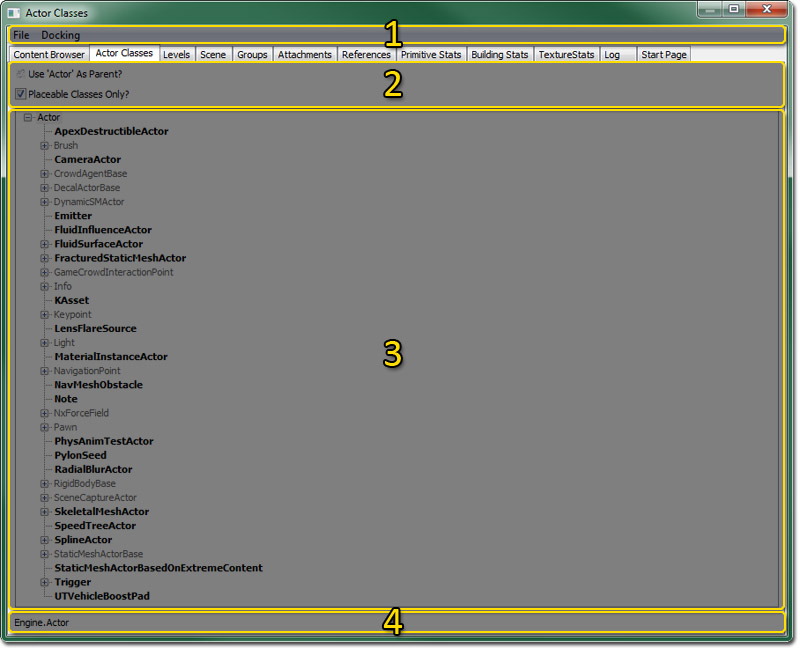 Actor Classes
File Docking
1
Content Browser Actor Classes Levels Scene Groups Attachments References Primitive Stats Building Stats TextureStats Log Start Page
Use 'Actor' As Parent?
2
Placeable Classes Only?
Actor
ApexDestructibleActor
Brush
CameraActor
CrowdAgentBase
DecalActorBase
DynamicSMActor
Emitter
FluidInfluenceActor
FluidSurfaceActor
FracturedStaticMeshActor
GameCrowdInteractionPoint
Info
KAsset
Keypoint
LensFlareSource
Light
3
MaterialInstanceActor
NavigationPoint
NavMeshObstacle
Note
NxForceField
Pawn
PhysAnimTestActor
PylonSeed
RadialBlurActor
RigidBodyBase
SceneCaptureActor
SkeletalMeshActor
SpeedTreeActor
SplineActor
StaticMeshActorBase
StaticMeshActorBasedOnExtremeContent
Trigger
UTVehicleBoostPad
4
Engine.Actor